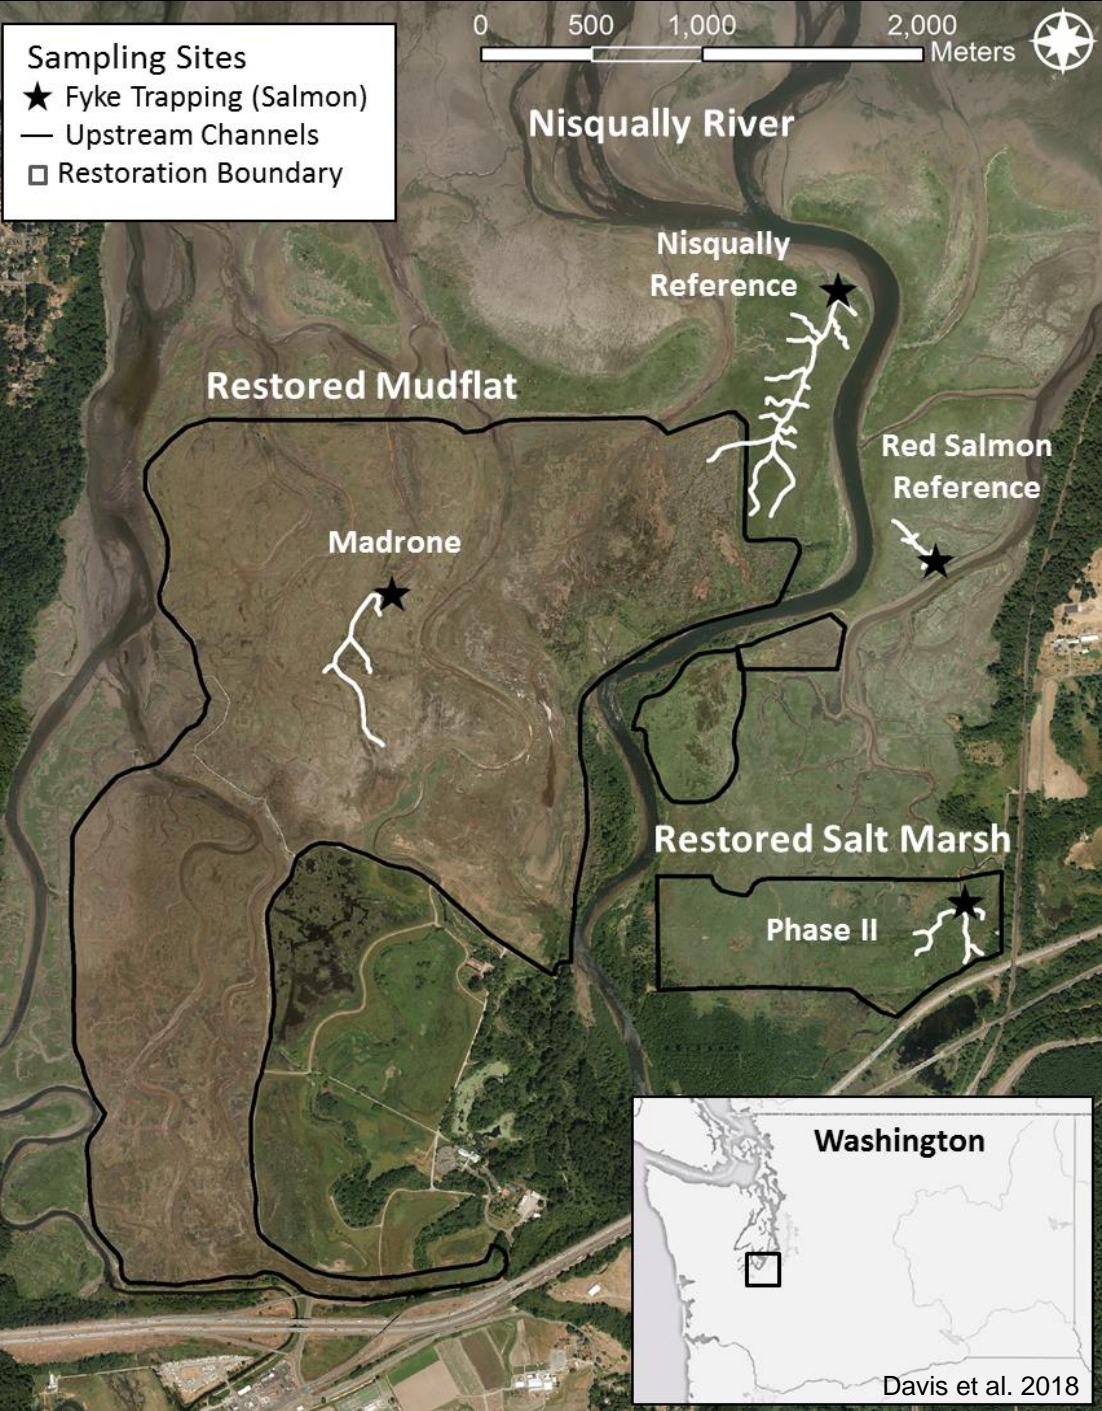 0 500 1,000 2,000
Meters
Sampling Sites
Fyke Trapping (Salmon)
Upstream Channels
Restoration Boundary
Nisqually River
Nisqually
Reference
Restored Mudflat
Red Salmon
Reference
Madrone
Restored Salt Marsh
Phase II
Washington
Davis et al. 2018